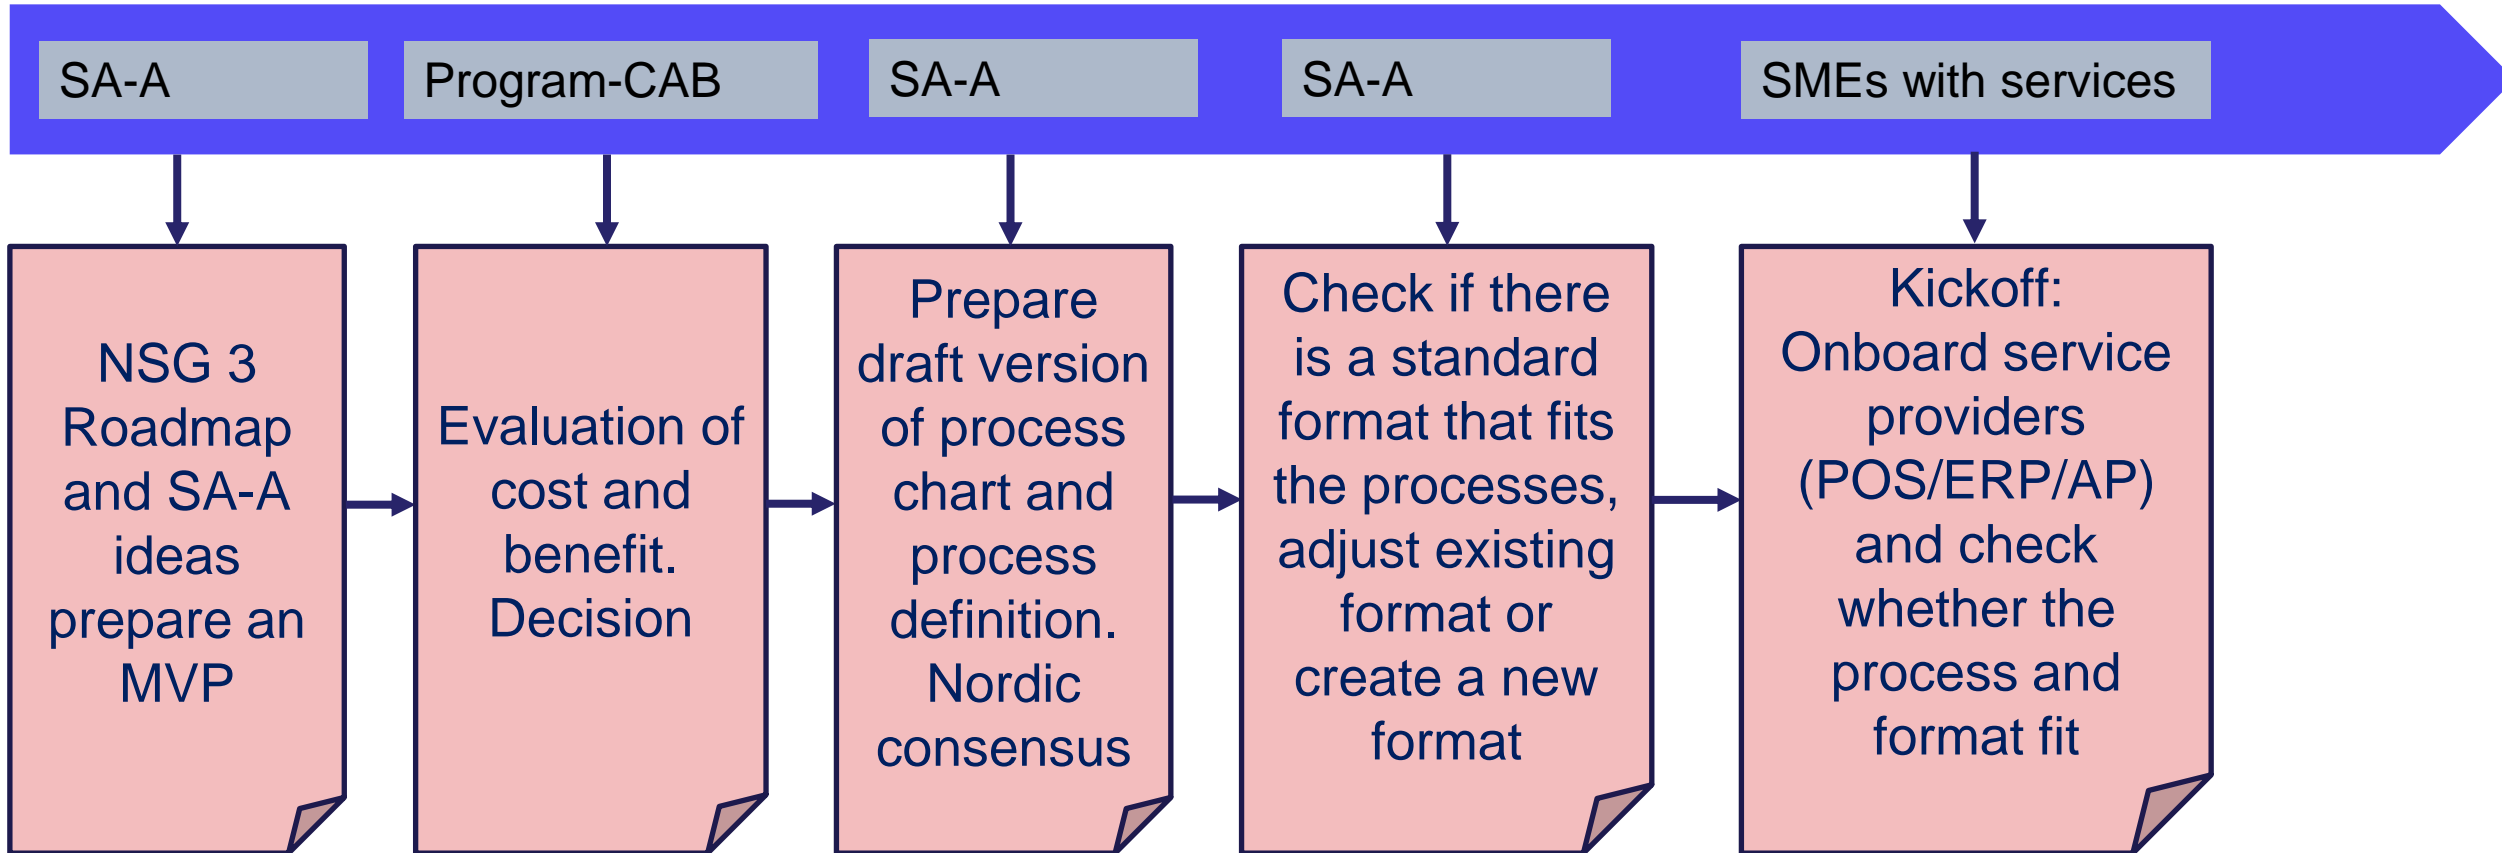 SA-A
Program-CAB
SA-A
SA-A
SMEs with services
NSG 3
Roadmap
and SA-A
ideas
prepare an
MVP
Evaluation of
cost and
benefit.
Decision
Prepare
draft version
of process
chart and
process
definition.
Nordic
consensus
Check if there
is a standard
format that fits
the processes,
adjust existing
format or
create a new
format
Kickoff:
Onboard service
providers
(POS/ERP/AP)
and check
whether the
process and
format fit